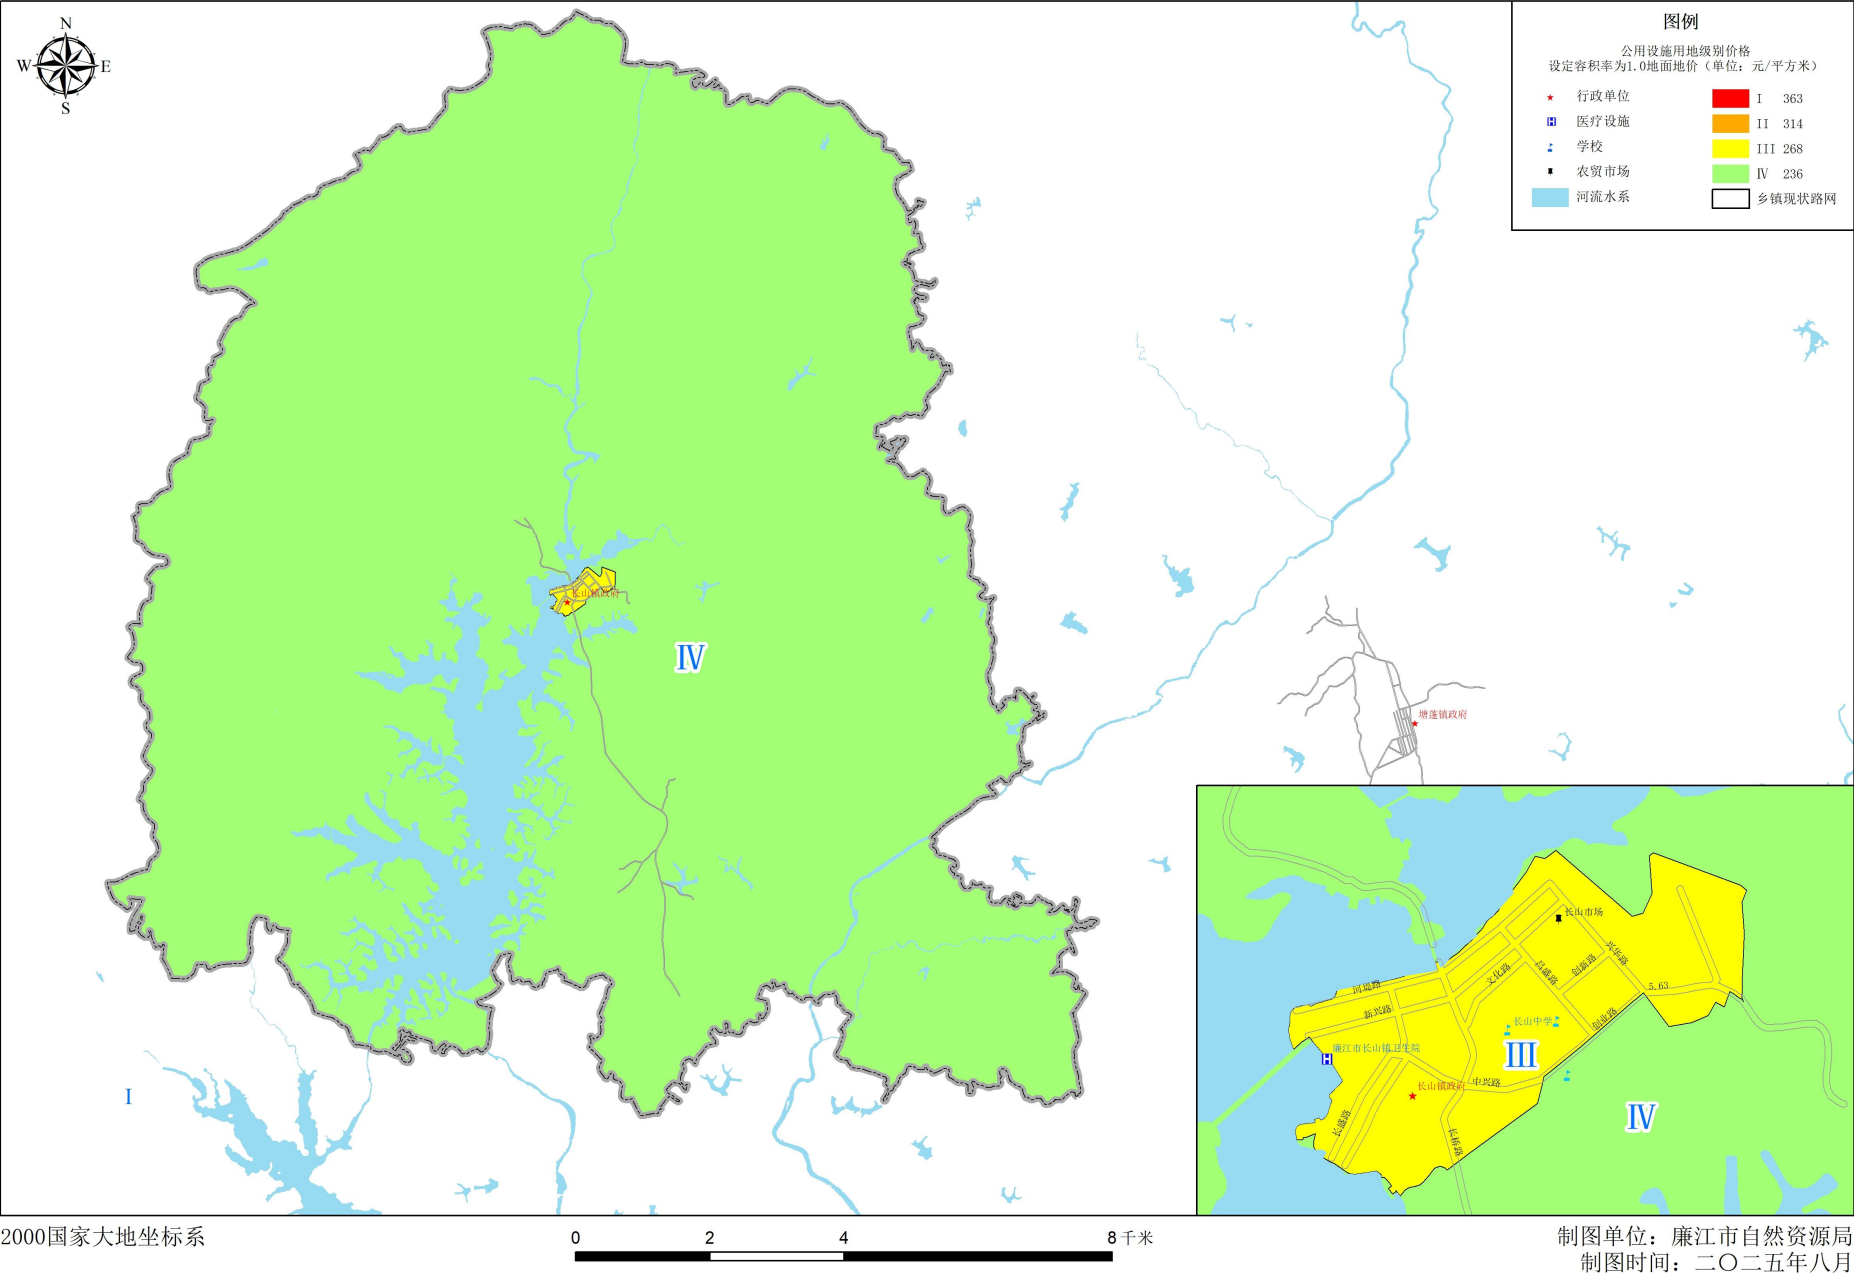 N
W
E
S
图例
公用设施用地级别价格
设定容积率为1.0地面地价（单位：元/平方米）
行政单位
I 363
医疗设施
II 314
学校
III 268
农贸市场
Ⅳ 236
河流水系
乡镇现状路网
长山镇政府
Ⅳ
塘蓬镇政府
I
长山市场
兴华路
创新路
昌盛路
文化路
河堤路
新兴路
5.63
创业路
长山中学
廉江市长山镇卫生院
Ⅲ
中兴路
长山镇政府
长盛路
长桥路
Ⅳ
2000国家大地坐标系
0 2 4 8千米
制图单位：廉江市自然资源局
制图时间：二〇二五年八月